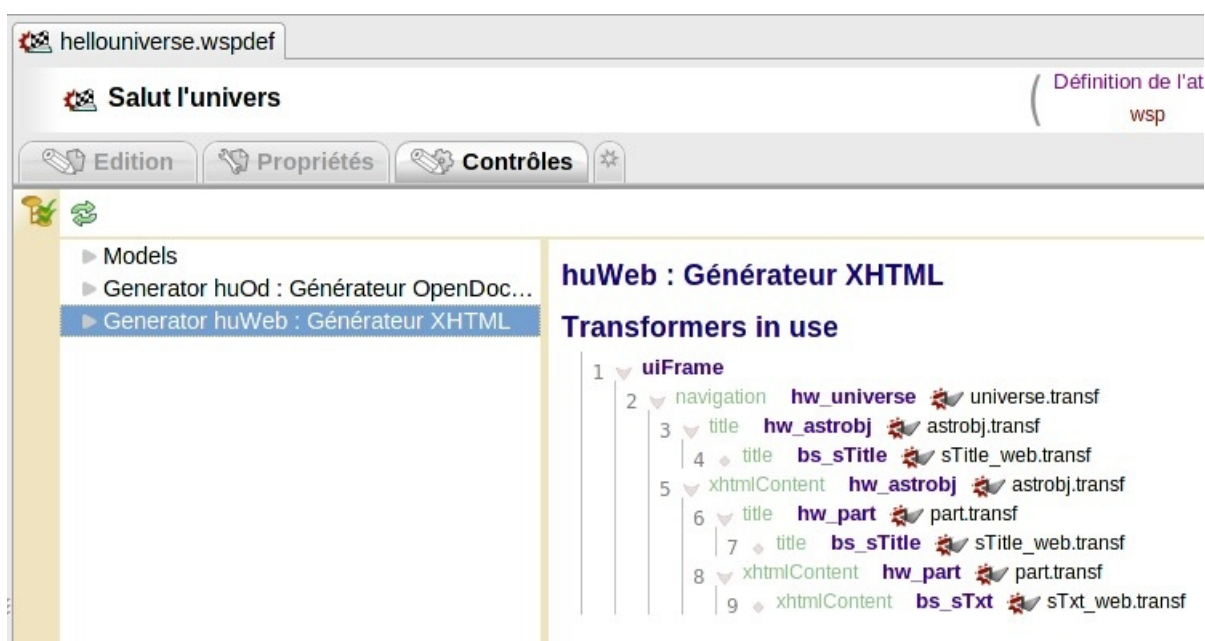 hellouniverse.wspdef
Salut l'univers
Définition de l'at
wsp
Edition Propriétés Contrôles
Models
Generator huOd : Générateur OpenDoc...
Generator huWeb : Générateur XHTML
huWeb : Générateur XHTML
Transformers in use
1 uiFrame
2 navigation hw_universe universe.transf
3 title hw_astrobj astrobj.transf
4 title bs_sTitle sTitle_web.transf
5 xhtmlContent hw_astrobj astrobj.transf
6 title hw_part part.transf
7 title bs_sTitle sTitle_web.transf
8 xhtmlContent hw_part part.transf
9 xhtmlContent bs_sTxt sTxt_web.transf